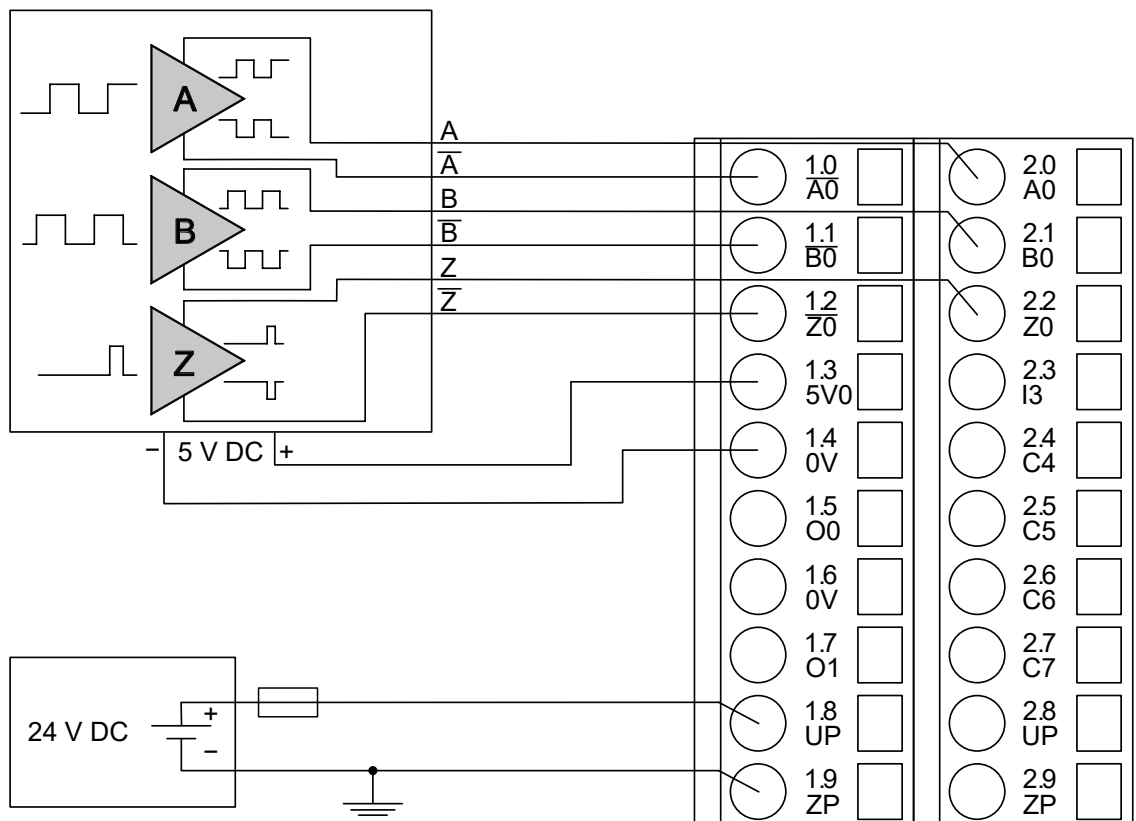 A
A
A̅
B
B
B̅
Z
Z
Z̅
− 5 V DC +
24 V DC
+
−
1.0
A̅0̅
1.1
B̅0̅
1.2
Z̅0̅
1.3
5V0
1.4
0V
1.5
O0
1.6
0V
1.7
O1
1.8
UP
1.9
ZP
2.0
A0
2.1
B0
2.2
Z0
2.3
I3
2.4
C4
2.5
C5
2.6
C6
2.7
C7
2.8
UP
2.9
ZP